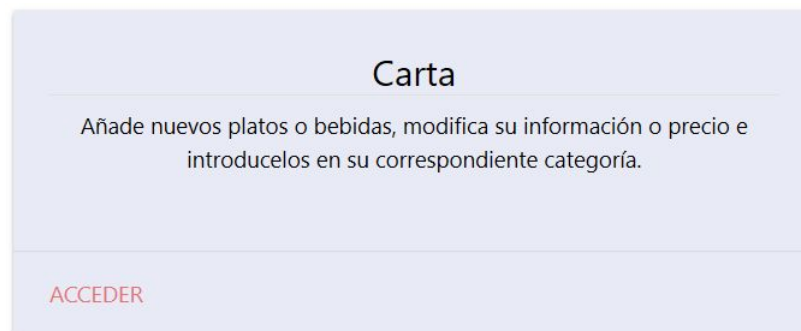 Carta
Añade nuevos platos o bebidas, modifica su información o precio e
introducelos en su correspondiente categoría.
ACCEDER